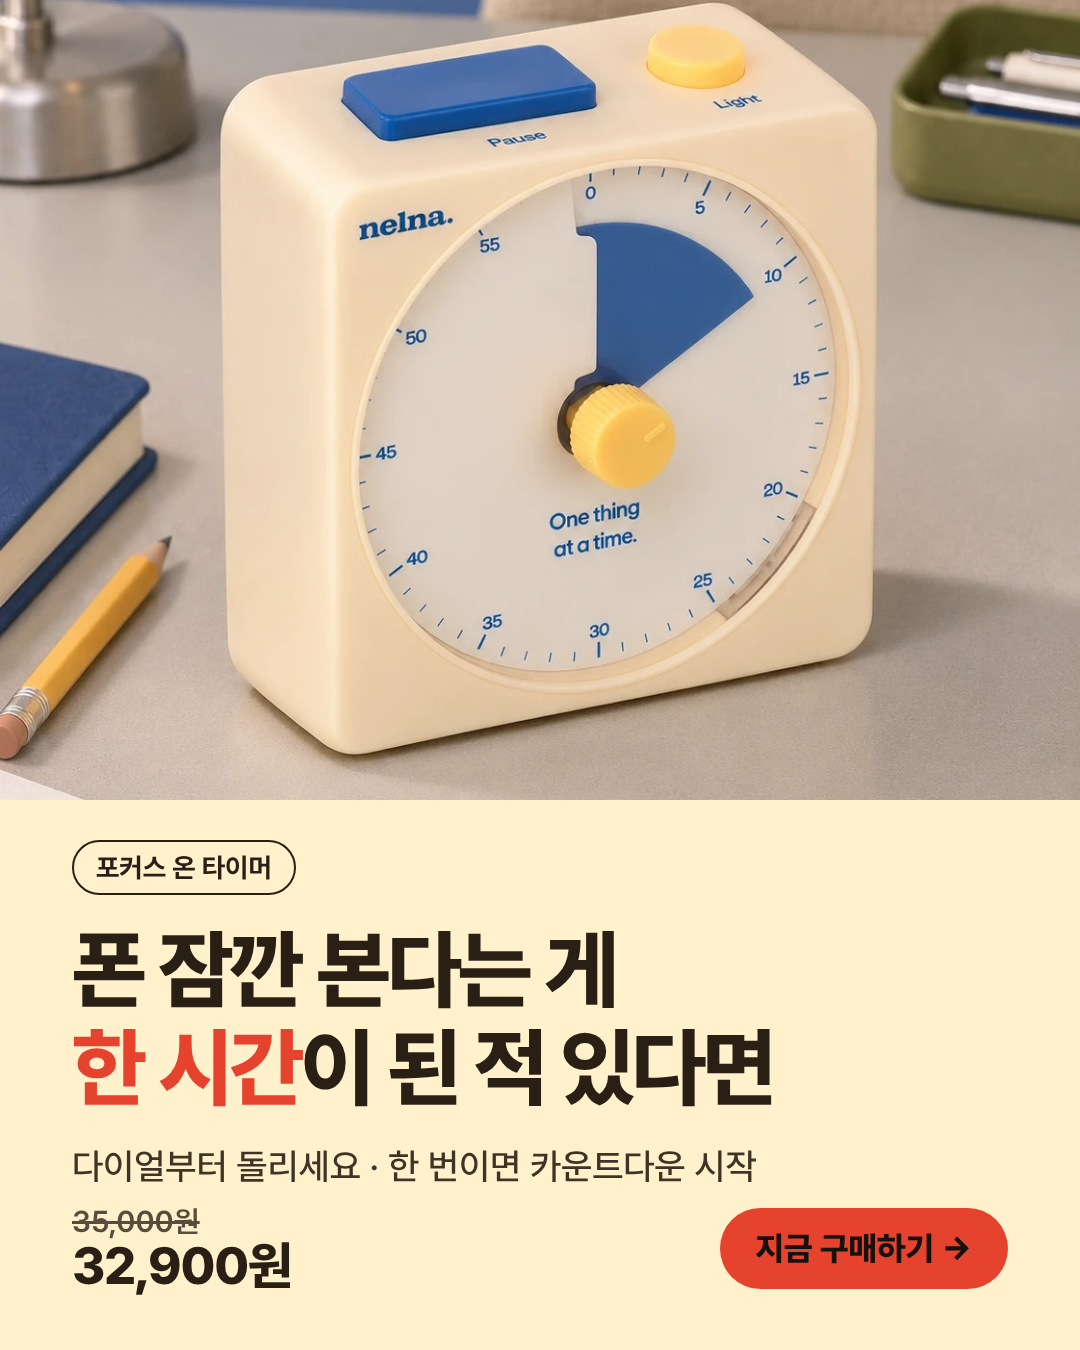 Pause
Light
nelna.
0
5
10
15
20
25
30
35
40
45
50
55
One thing
at a time.
포커스 온 타이머
폰 잠깐 본다는 게
한 시간이 된 적 있다면
다이얼부터 돌리세요 · 한 번이면 카운트다운 시작
35,000원
32,900원
지금 구매하기 →